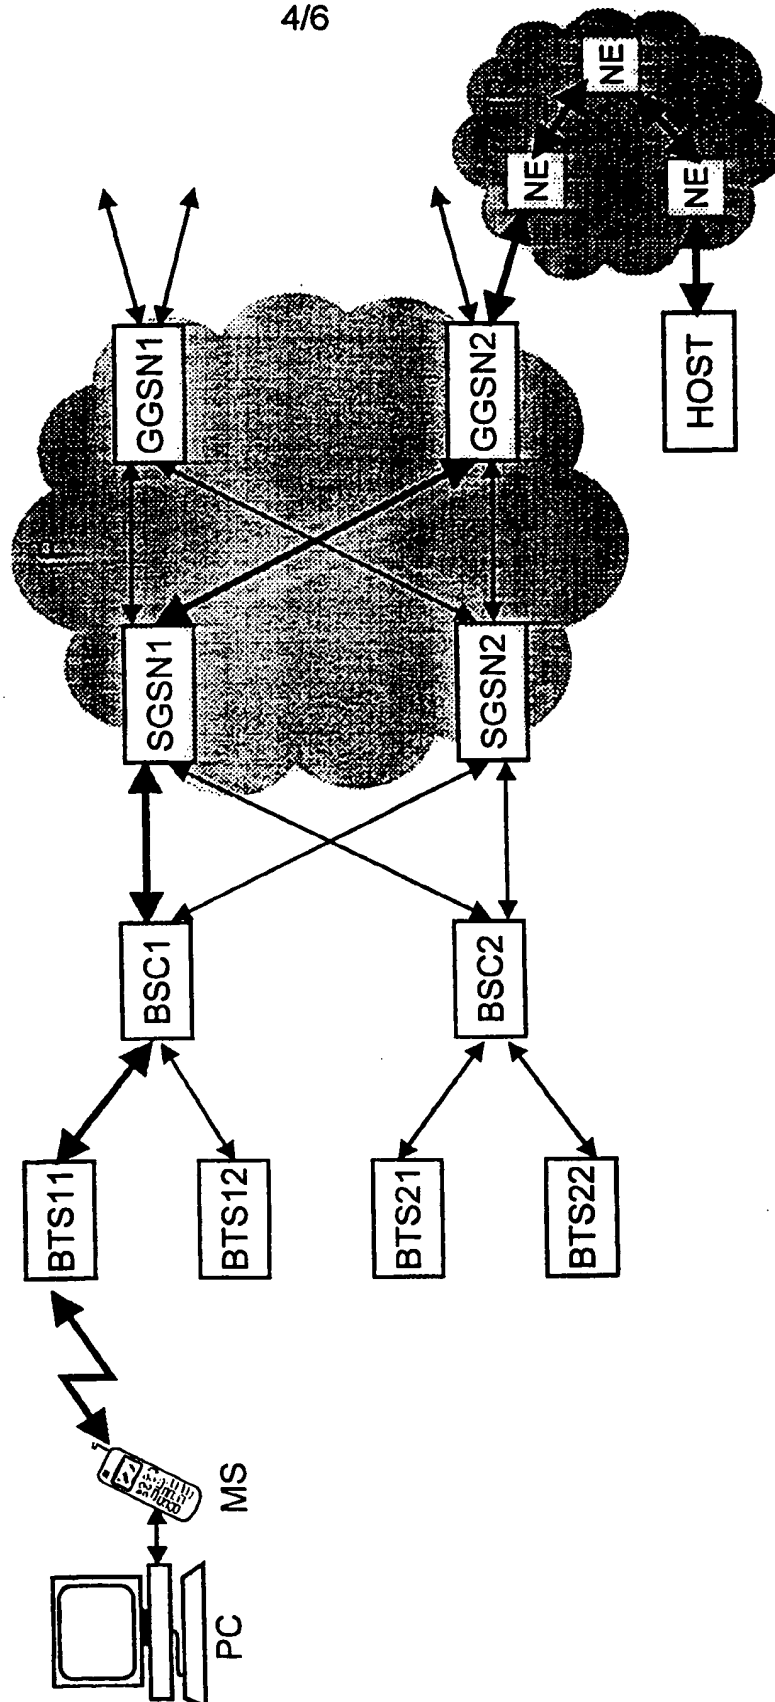 4/6
PC
MS
BTS11
BTS12
BTS21
BTS22
BSC1
BSC2
SGSN1
SGSN2
GGSN1
GGSN2
NE
NE
NE
HOST